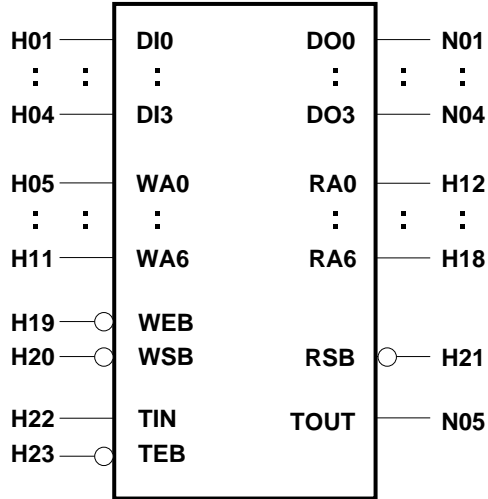 H01 DI0 DO0 N01
: : : : : :
H04 DI3 DO3 N04
H05 WA0 RA0 H12
: : : : : :
H11 WA6 RA6 H18
H19 WEB
H20 WSB RSB H21
H22 TIN TOUT N05
H23 TEB